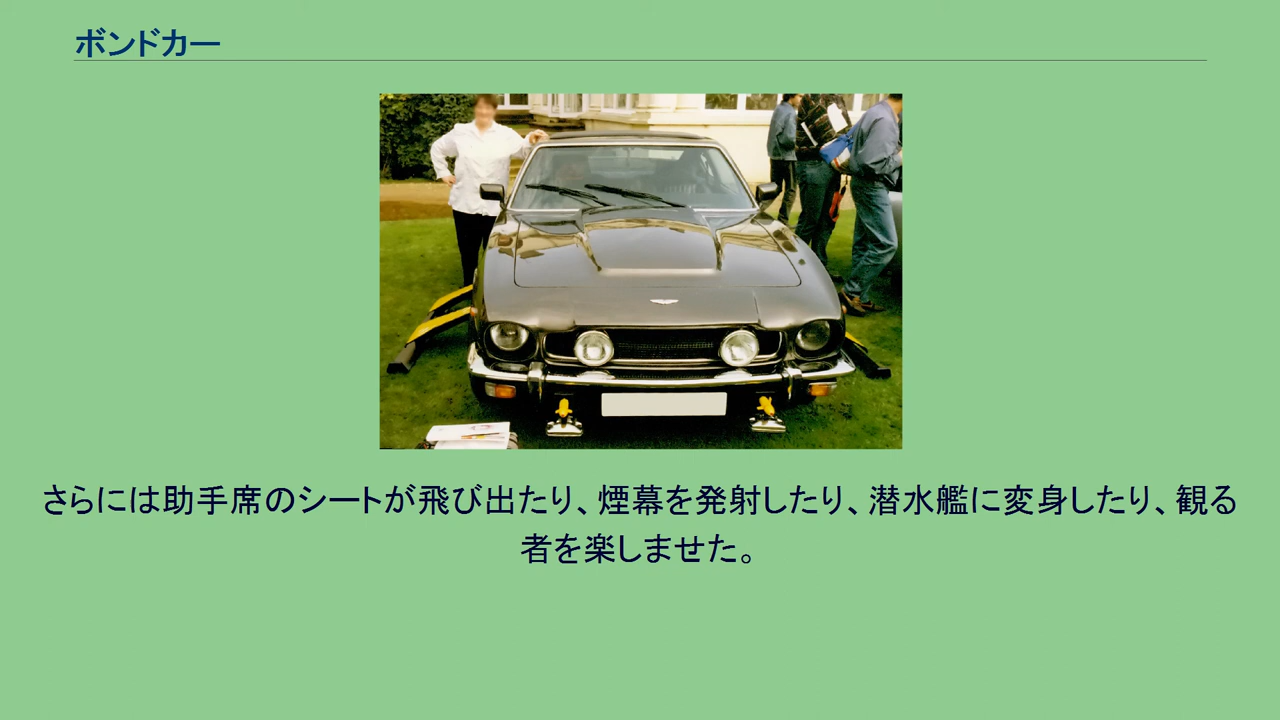 ボンドカー
さらには助手席のシートが飛び出たり、煙幕を発射したり、潜水艦に変身したり、観る
者を楽しませた。